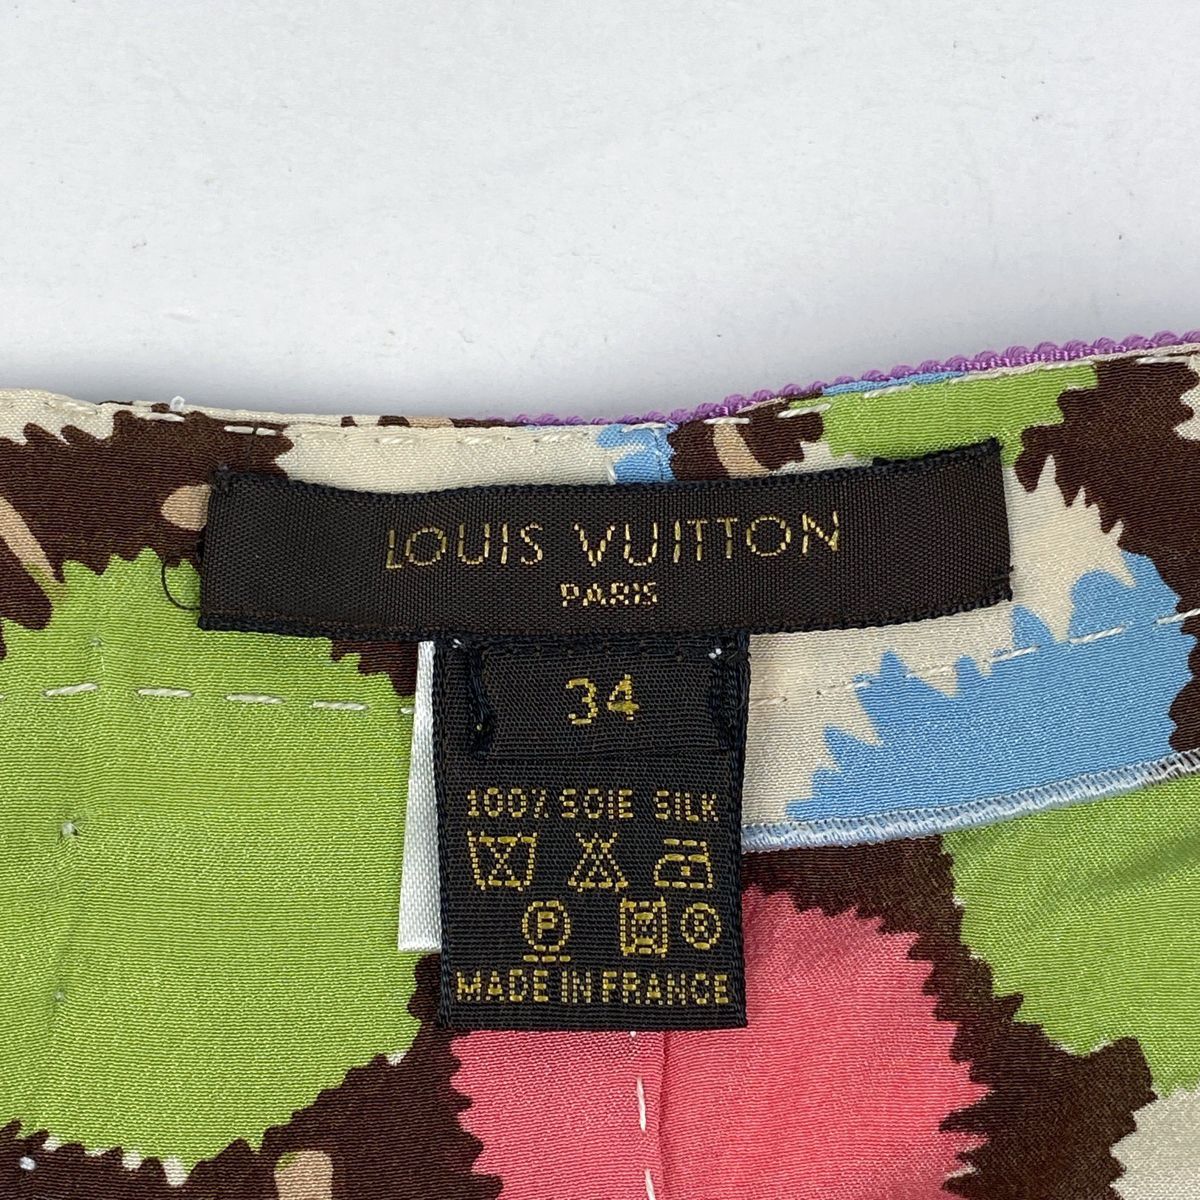 LOUIS VUITTON
PARIS
34
100% SOIE SILK
P
R
MADE IN FRANCE